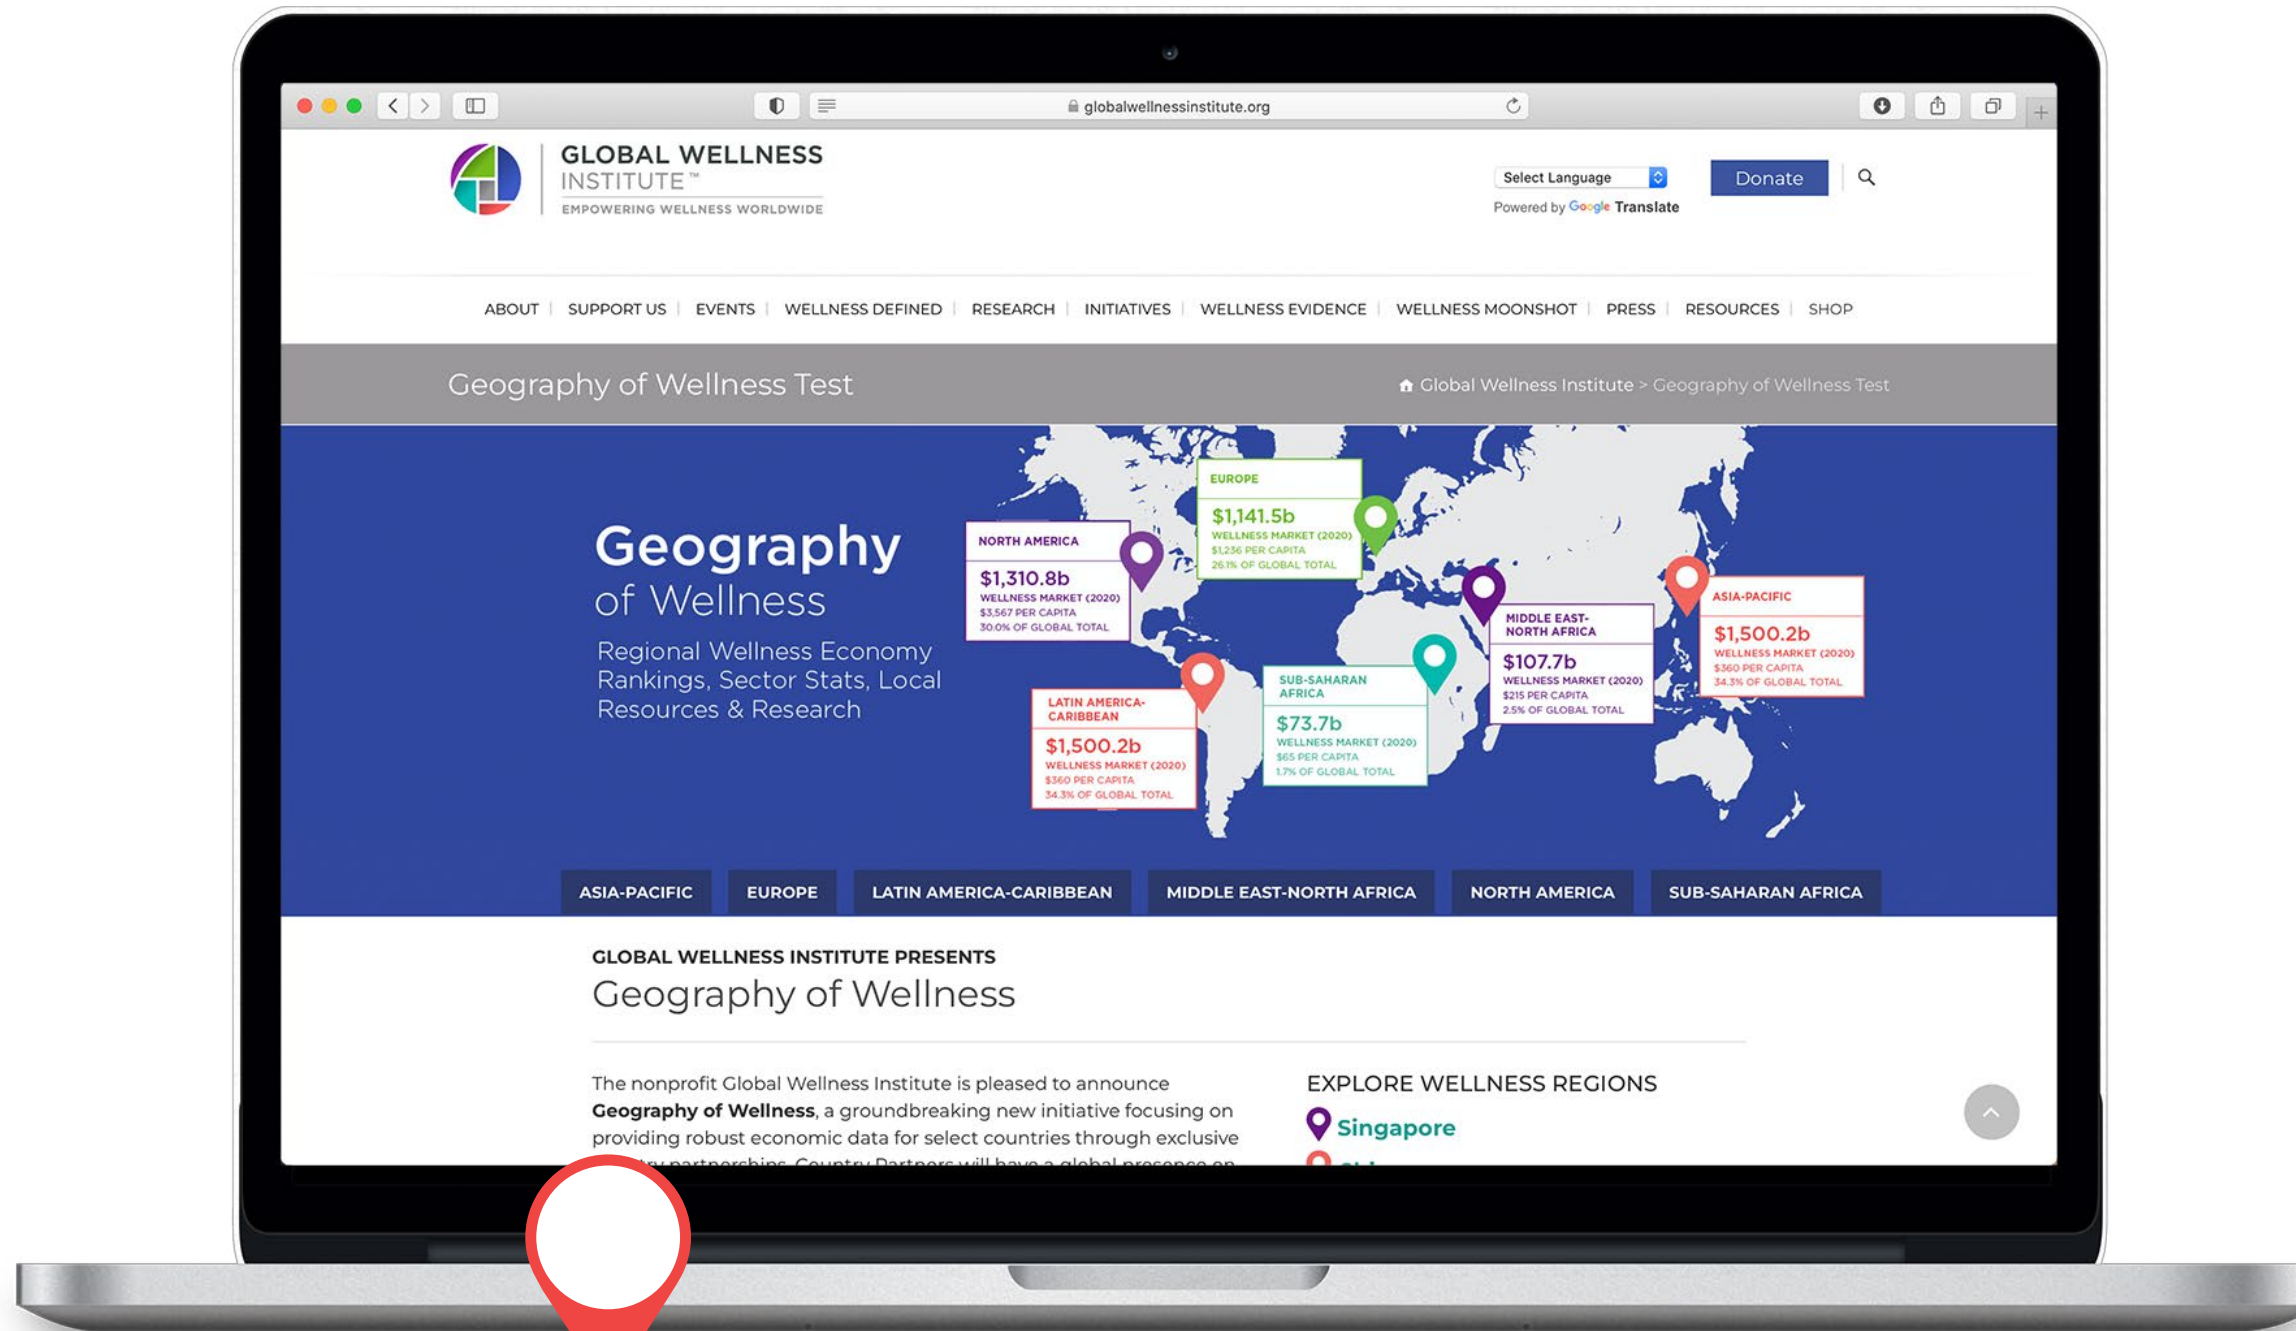 globalwellnessinstitute.org
GLOBAL WELLNESS
INSTITUTE™
EMPOWERING WELLNESS WORLDWIDE
Select Language
Powered by Google Translate
Donate
ABOUT | SUPPORT US | EVENTS | WELLNESS DEFINED | RESEARCH | INITIATIVES | WELLNESS EVIDENCE | WELLNESS MOONSHOT | PRESS | RESOURCES | SHOP
Geography of Wellness Test
Global Wellness Institute > Geography of Wellness Test
Geography
of Wellness
Regional Wellness Economy
Rankings, Sector Stats, Local
Resources & Research
NORTH AMERICA
$1,310.8b
WELLNESS MARKET (2020)
$3,567 PER CAPITA
30.0% OF GLOBAL TOTAL
EUROPE
$1,141.5b
WELLNESS MARKET (2020)
$1,236 PER CAPITA
26.1% OF GLOBAL TOTAL
MIDDLE EAST-
NORTH AFRICA
$107.7b
WELLNESS MARKET (2020)
$215 PER CAPITA
2.5% OF GLOBAL TOTAL
ASIA-PACIFIC
$1,500.2b
WELLNESS MARKET (2020)
$360 PER CAPITA
34.3% OF GLOBAL TOTAL
LATIN AMERICA-
CARIBBEAN
$1,500.2b
WELLNESS MARKET (2020)
$360 PER CAPITA
34.3% OF GLOBAL TOTAL
SUB-SAHARAN
AFRICA
$73.7b
WELLNESS MARKET (2020)
$65 PER CAPITA
1.7% OF GLOBAL TOTAL
ASIA-PACIFIC
EUROPE
LATIN AMERICA-CARIBBEAN
MIDDLE EAST-NORTH AFRICA
NORTH AMERICA
SUB-SAHARAN AFRICA
GLOBAL WELLNESS INSTITUTE PRESENTS
Geography of Wellness
The nonprofit Global Wellness Institute is pleased to announce
Geography of Wellness, a groundbreaking new initiative focusing on
providing robust economic data for select countries through exclusive
partnerships. Country Partners will have a global presence on
EXPLORE WELLNESS REGIONS
Singapore